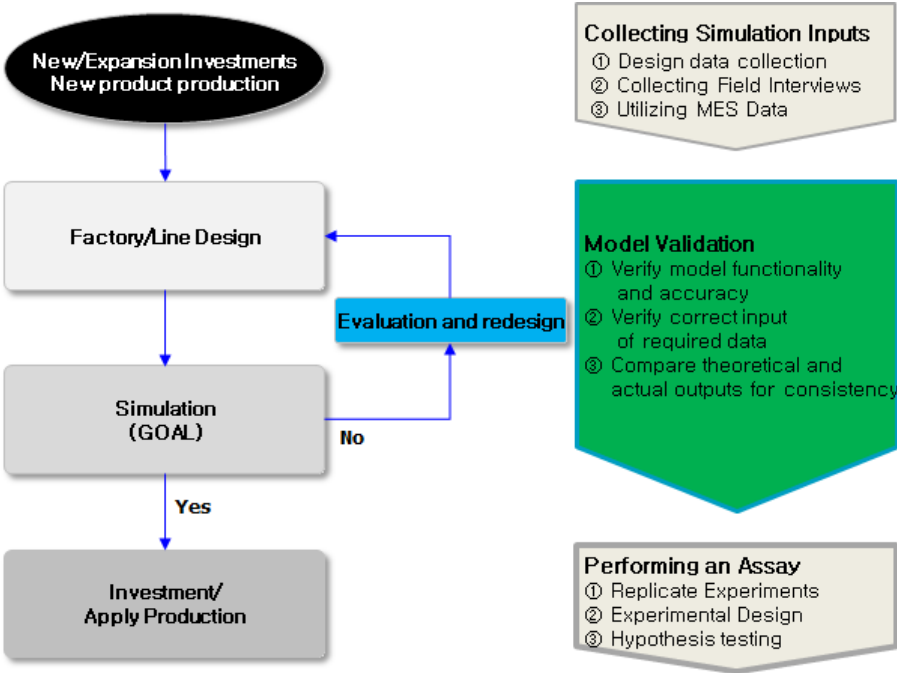 New/Expansion Investments
New product production
Factory/Line Design
Evaluation and redesign
Simulation
(GOAL)
No
Yes
Investment/
Apply Production
Collecting Simulation Inputs
① Design data collection
② Collecting Field Interviews
③ Utilizing MES Data
Model Validation
① Verify model functionality
and accuracy
② Verify correct input
of required data
③ Compare theoretical and
actual outputs for consistency
Performing an Assay
① Replicate Experiments
② Experimental Design
③ Hypothesis testing